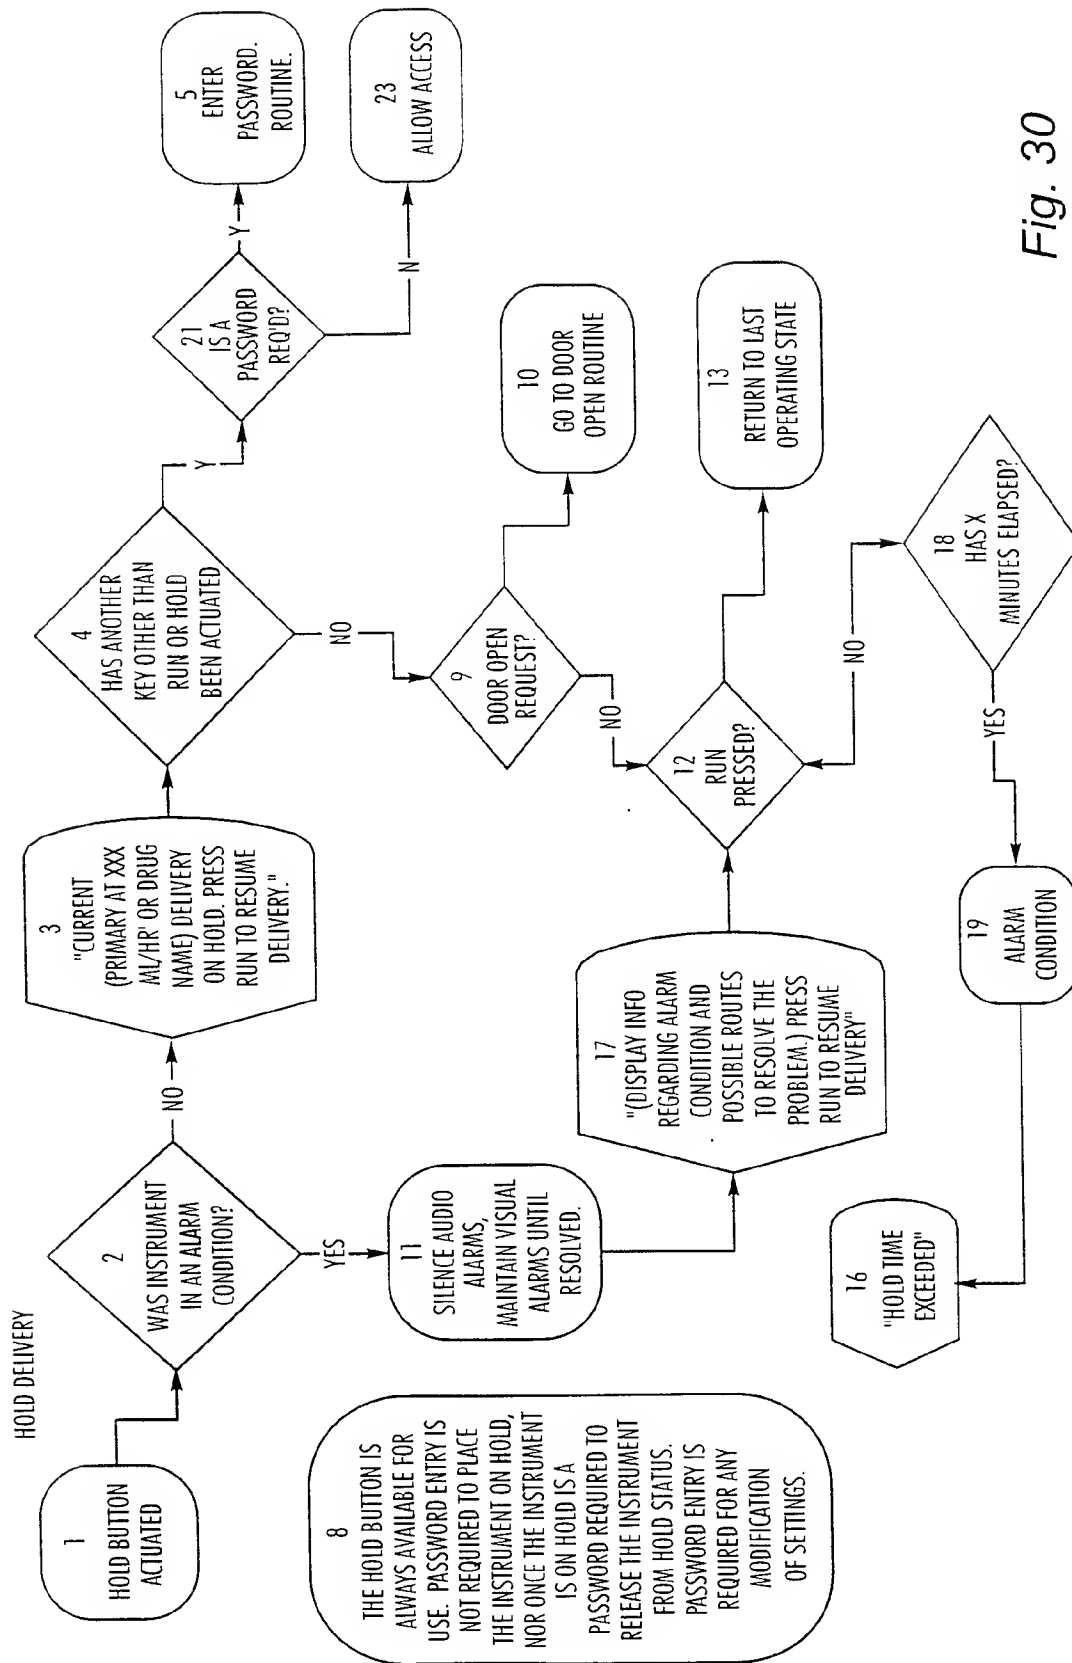 HOLD DELIVERY
1
HOLD BUTTON
ACTUATED
2
WAS INSTRUMENT
IN AN ALARM
CONDITION?
NO
YES
3
"CURRENT
(PRIMARY AT XXX
ML/HR' OR DRUG
NAME) DELIVERY
ON HOLD. PRESS
RUN TO RESUME
DELIVERY."
4
HAS ANOTHER
KEY OTHER THAN
RUN OR HOLD
BEEN ACTUATED
Y
NO
21
IS A
PASSWORD
REQ'D?
Y
N
5
ENTER
PASSWORD.
ROUTINE.
23
ALLOW ACCESS
9
DOOR OPEN
REQUEST?
NO
10
GO TO DOOR
OPEN ROUTINE
11
SILENCE AUDIO
ALARMS,
MAINTAIN VISUAL
ALARMS UNTIL
RESOLVED.
17
"(DISPLAY INFO
REGARDING ALARM
CONDITION AND
POSSIBLE ROUTES
TO RESOLVE THE
PROBLEM.) PRESS
RUN TO RESUME
DELIVERY"
12
RUN
PRESSED?
13
RETURN TO LAST
OPERATING STATE
NO
18
HAS X
MINUTES ELAPSED?
YES
19
ALARM
CONDITION
16
"HOLD TIME
EXCEEDED"
8
THE HOLD BUTTON IS
ALWAYS AVAILABLE FOR
USE. PASSWORD ENTRY IS
NOT REQUIRED TO PLACE
THE INSTRUMENT ON HOLD,
NOR ONCE THE INSTRUMENT
IS ON HOLD IS A
PASSWORD REQUIRED TO
RELEASE THE INSTRUMENT
FROM HOLD STATUS.
PASSWORD ENTRY IS
REQUIRED FOR ANY
MODIFICATION
OF SETTINGS.
Fig. 30